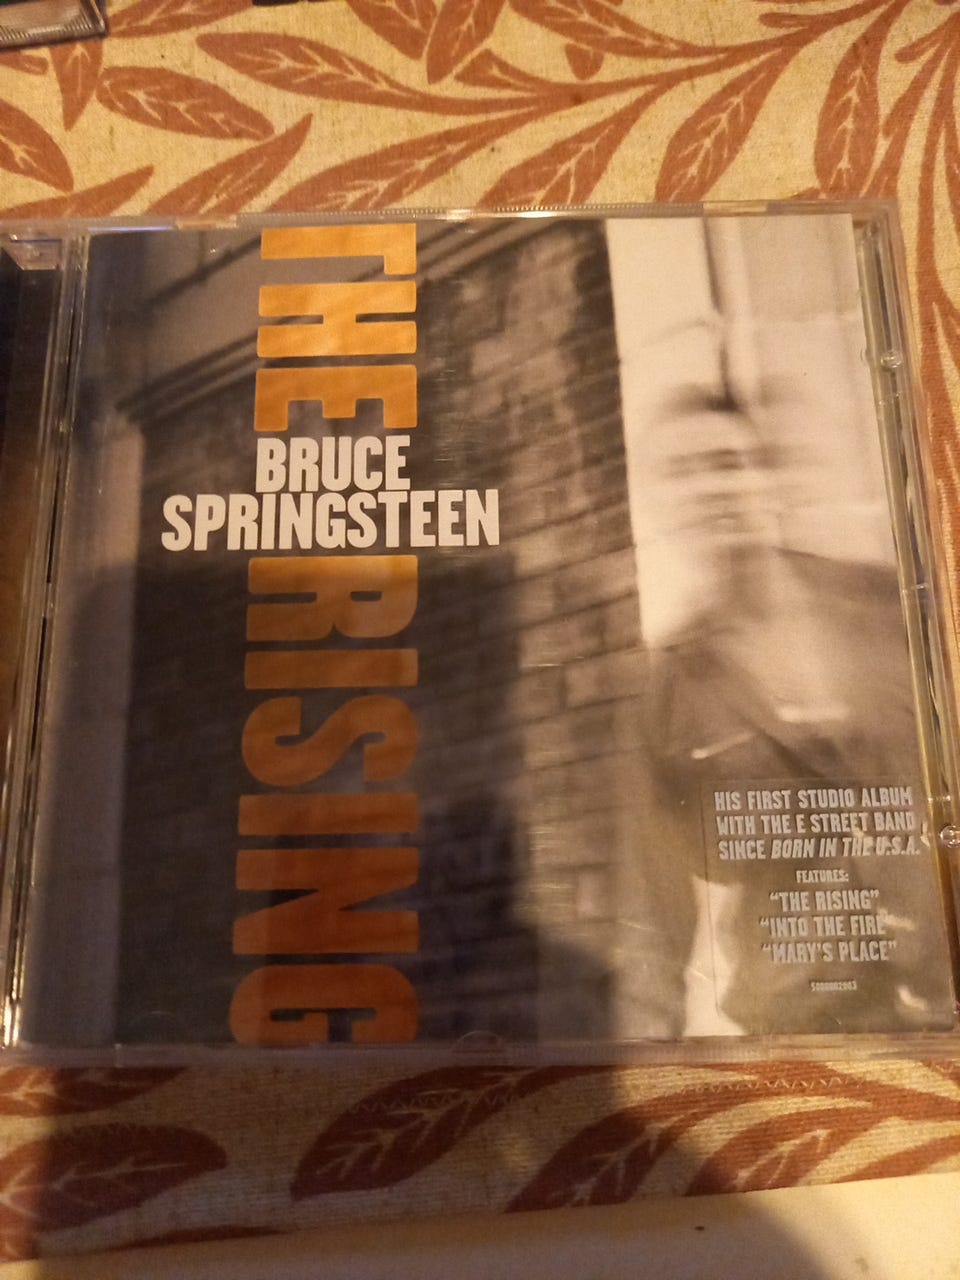 THE
BRUCE
SPRINGSTEEN
RISING
HIS FIRST STUDIO ALBUM
WITH THE E STREET BAND
SINCE BORN IN THE U.S.A.
FEATURES:
"THE RISING"
"INTO THE FIRE"
"MARY'S PLACE"